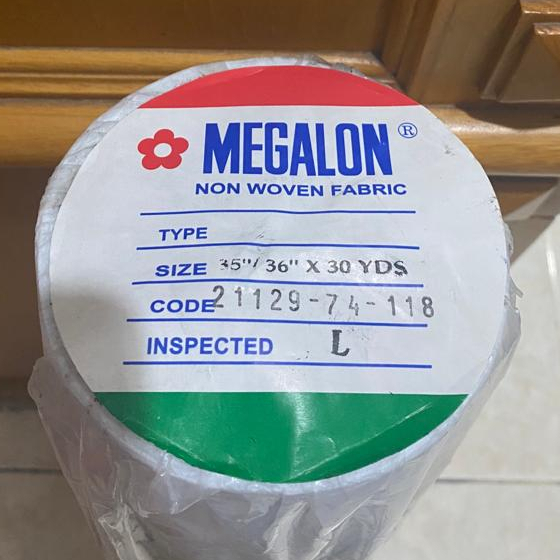 MEGALON®
NON WOVEN FABRIC
TYPE
SIZE 35"/ 36" X 30 YDS
CODE 21129-74-118
INSPECTED L